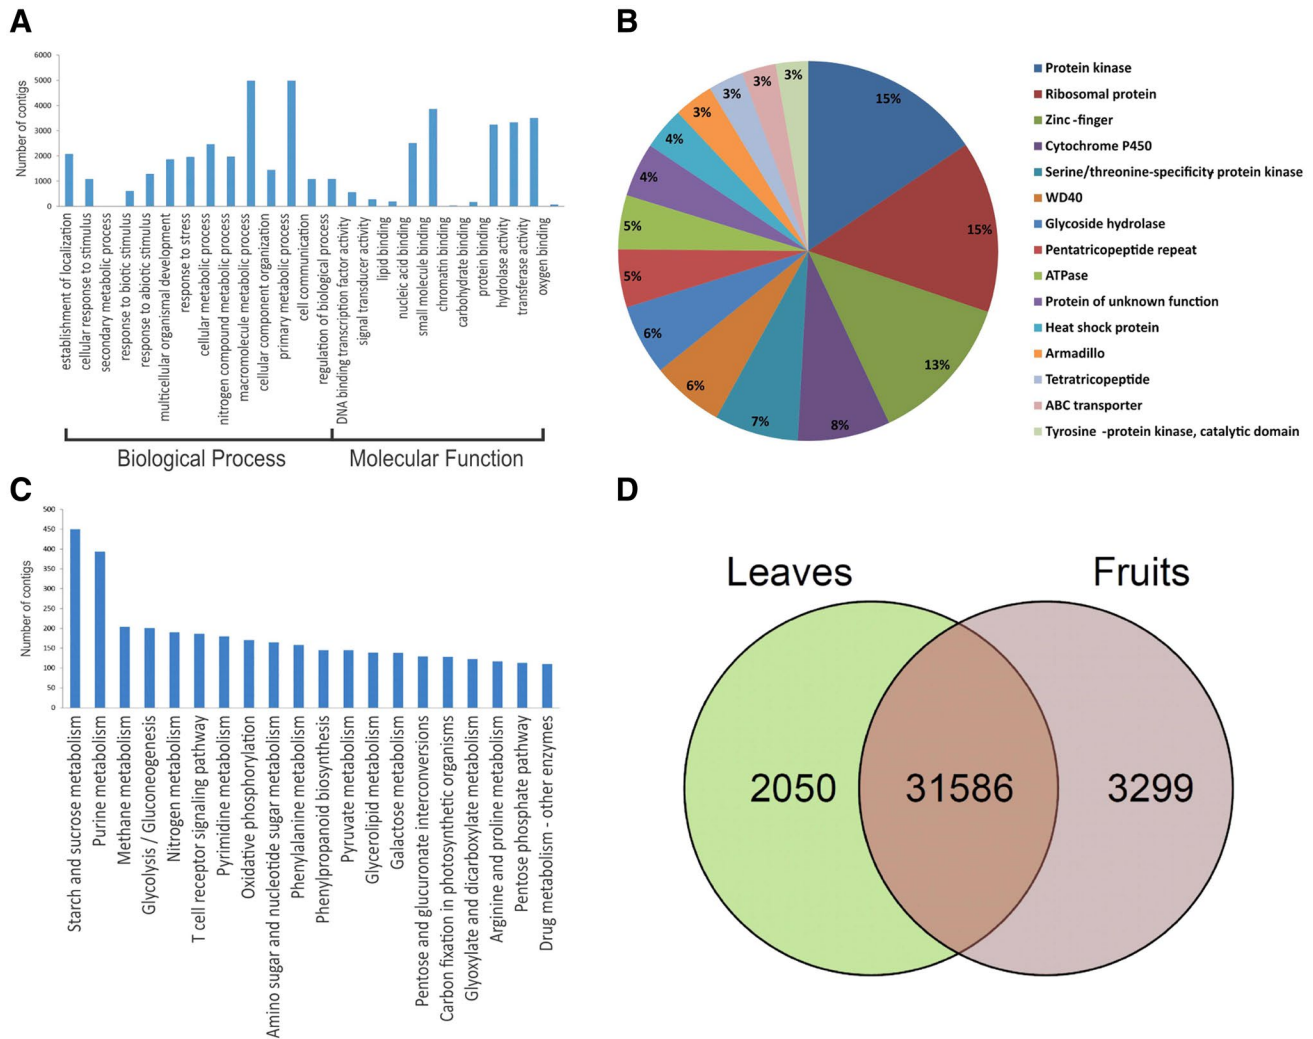 A
Number of contigs
6000
5000
4000
3000
2000
1000
0
establishment of localization
cellular response to stimulus
secondary metabolic process
response to biotic stimulus
response to abiotic stimulus
multicellular organismal development
response to stress
cellular metabolic process
nitrogen compound metabolic process
macromolecule metabolic process
cellular component organization
primary metabolic process
cell communication
regulation of biological process
DNA binding transcription factor activity
signal transducer activity
lipid binding
nucleic acid binding
small molecule binding
chromatin binding
carbohydrate binding
protein binding
hydrolase activity
transferase activity
oxygen binding
Biological Process
Molecular Function
B
15%
15%
13%
8%
7%
6%
6%
5%
5%
4%
4%
3%
3%
3%
3%
Protein kinase
Ribosomal protein
Zinc -finger
Cytochrome P450
Serine/threonine-specificity protein kinase
WD40
Glycoside hydrolase
Pentatricopeptide repeat
ATPase
Protein of unknown function
Heat shock protein
Armadillo
Tetratricopeptide
ABC transporter
Tyrosine -protein kinase, catalytic domain
C
Number of contigs
500
450
400
350
300
250
200
150
100
50
0
Starch and sucrose metabolism
Purine metabolism
Methane metabolism
Glycolysis / Gluconeogenesis
Nitrogen metabolism
T cell receptor signaling pathway
Pyrimidine metabolism
Oxidative phosphorylation
Amino sugar and nucleotide sugar metabolism
Phenylalanine metabolism
Phenylpropanoid biosynthesis
Pyruvate metabolism
Glycerolipid metabolism
Galactose metabolism
Pentose and glucuronate interconversions
Carbon fixation in photosynthetic organisms
Glyoxylate and dicarboxylate metabolism
Arginine and proline metabolism
Pentose phosphate pathway
Drug metabolism - other enzymes
D
Leaves
Fruits
2050
31586
3299